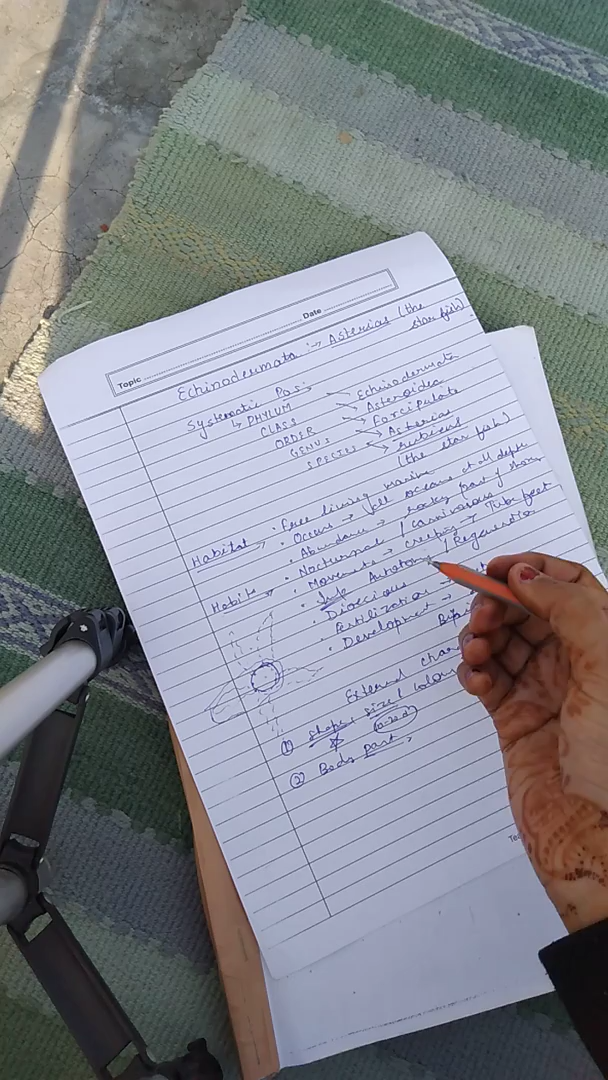 Topic Date
Echinodermata :→ Asterias (the star fish)
Systematic Pos:
↳ PHYLUM → Echinodermata
CLASS → Asteroidea
ORDER → Forcipulata
GENUS → Asterias
SPECIES → rubens
(the star fish)
Habitat → • free living marine
• Occurs → all oceans at all depth
• Abundance → rocky part of shore
Habits → • Nocturnal / carnivorous
• Movements → creeping → Tube feet
• Autotomy / Regeneration
• Dioecious
• Fertilization
• Development →
External char
① shape, size,
② Body part,